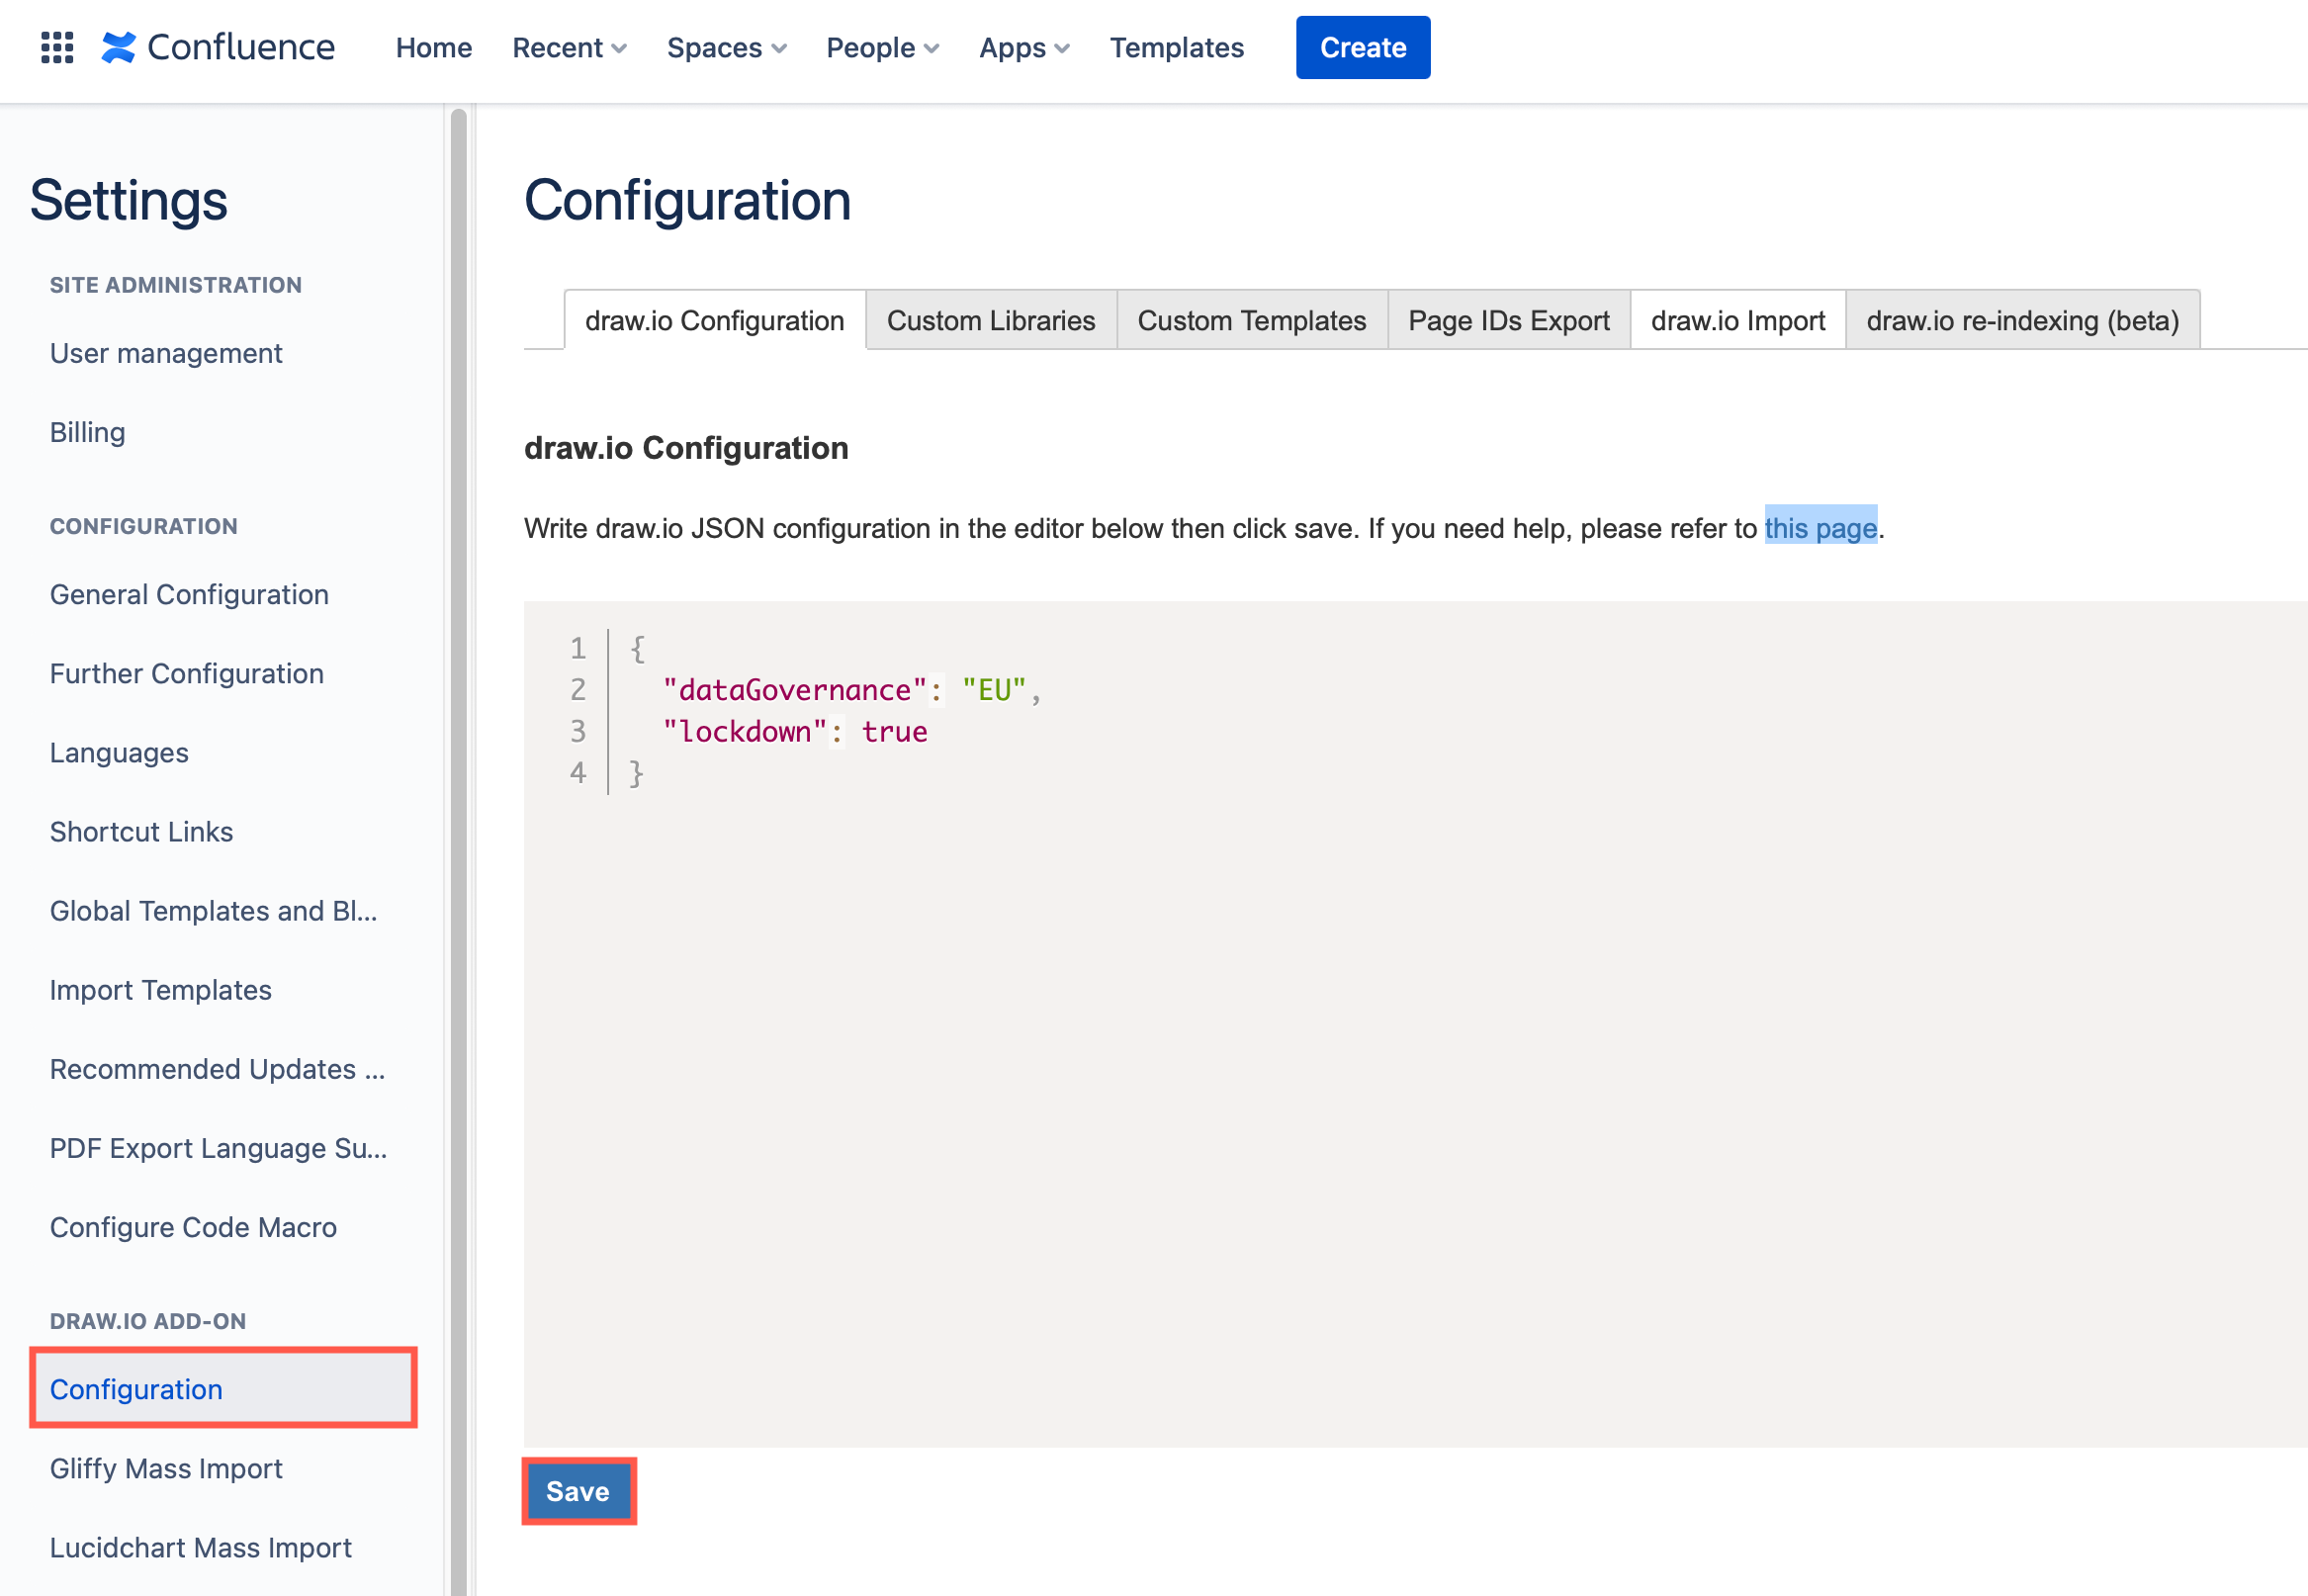 Confluence Home Recent Spaces People Apps Templates Create
Settings
SITE ADMINISTRATION
User management
Billing
CONFIGURATION
General Configuration
Further Configuration
Languages
Shortcut Links
Global Templates and Bl...
Import Templates
Recommended Updates ...
PDF Export Language Su...
Configure Code Macro
DRAW.IO ADD-ON
Configuration
Gliffy Mass Import
Lucidchart Mass Import
Configuration
draw.io Configuration Custom Libraries Custom Templates Page IDs Export draw.io Import draw.io re-indexing (beta)
draw.io Configuration
Write draw.io JSON configuration in the editor below then click save. If you need help, please refer to this page.
1 {
2 "dataGovernance": "EU",
3 "lockdown": true
4 }
Save